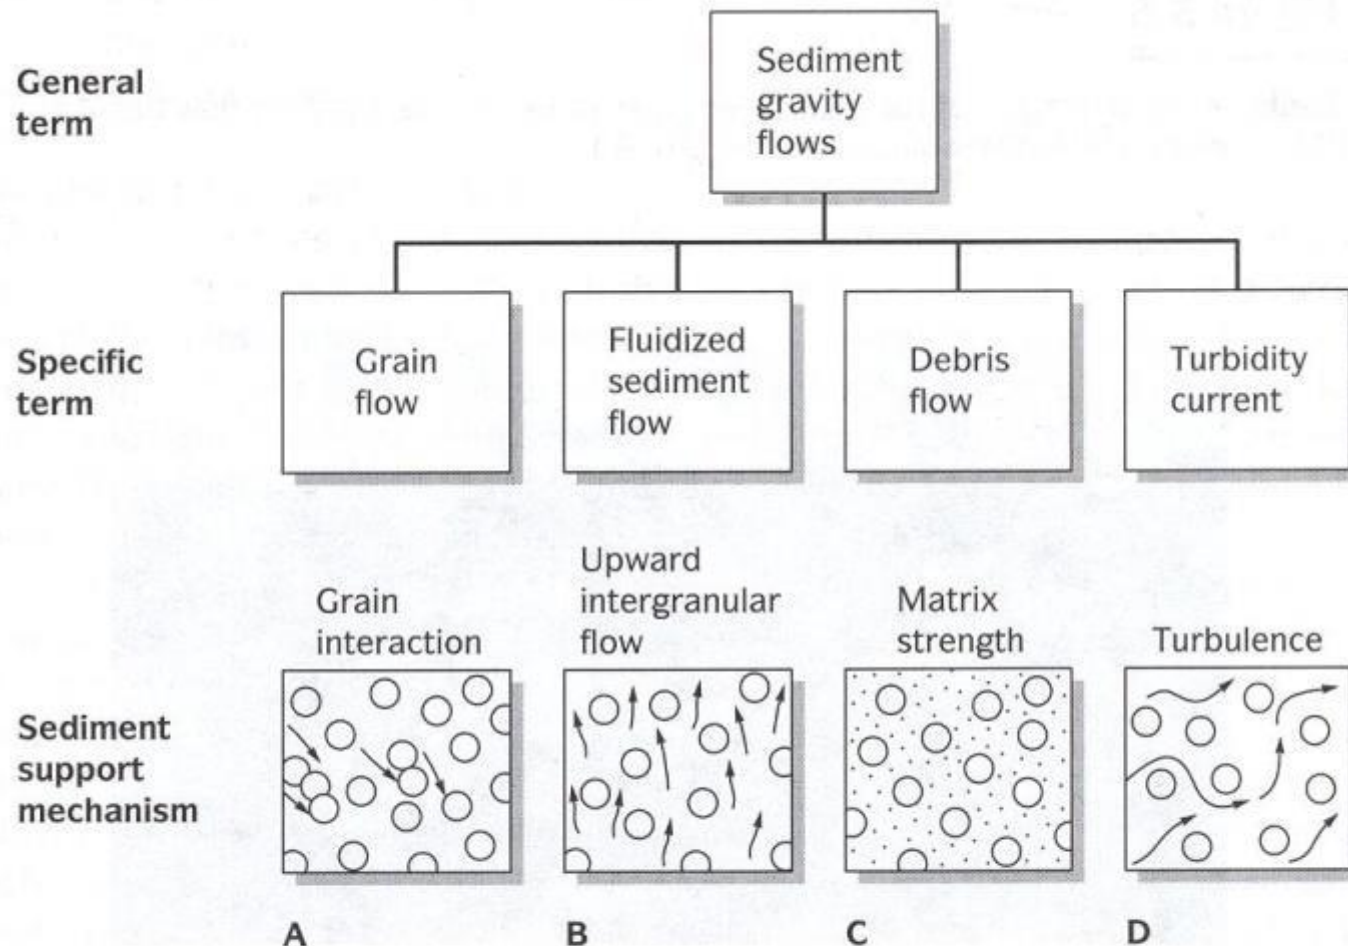 General
term
Sediment
gravity
flows
Specific
term
Grain
flow
Fluidized
sediment
flow
Debris
flow
Turbidity
current
Sediment
support
mechanism
Grain
interaction
Upward
intergranular
flow
Matrix
strength
Turbulence
A
B
C
D